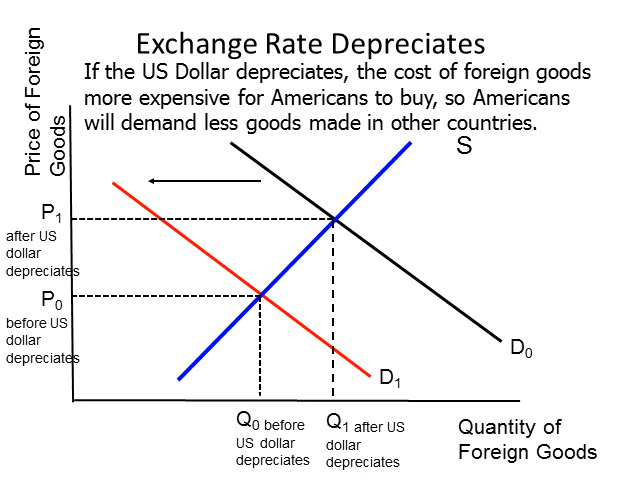 Exchange Rate Depreciates
If the US Dollar depreciates, the cost of foreign goods
more expensive for Americans to buy, so Americans
will demand less goods made in other countries.
Price of Foreign
Goods
S
P1
after US
dollar
depreciates
P0
before US
dollar
depreciates
D0
D1
Q0 before
US dollar
depreciates
Q1 after US
dollar
depreciates
Quantity of
Foreign Goods